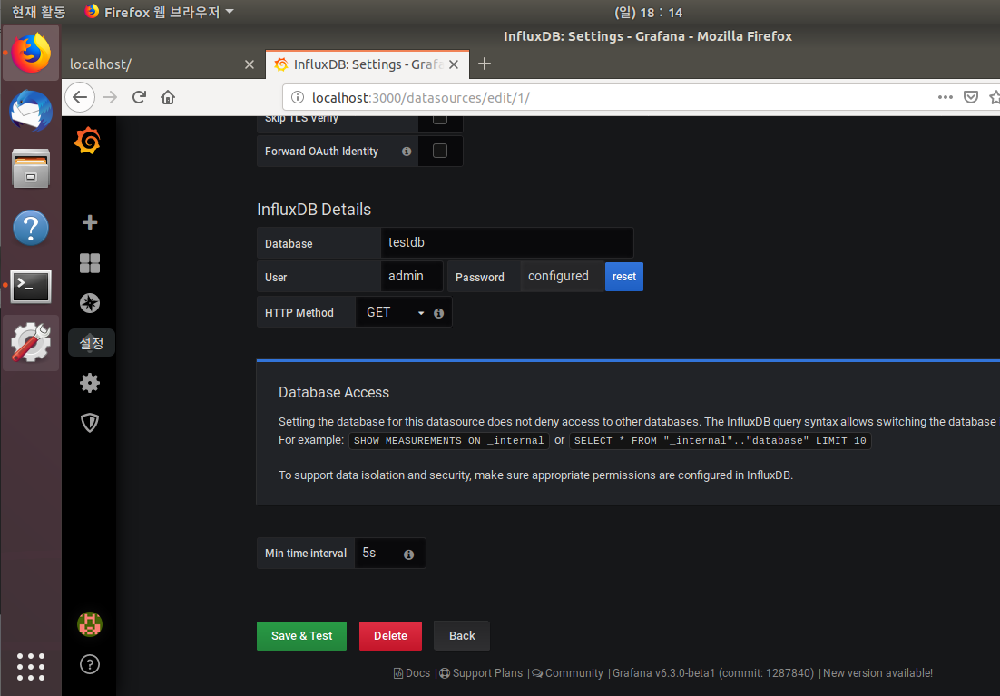 현재 활동 Firefox 웹 브라우저 (일) 18 : 14
InfluxDB: Settings - Grafana - Mozilla Firefox
localhost/ InfluxDB: Settings - Grafa
localhost:3000/datasources/edit/1/
Skip TLS Verify
Forward OAuth Identity
InfluxDB Details
Database testdb
User admin Password configured reset
HTTP Method GET
설정
Database Access
Setting the database for this datasource does not deny access to other databases. The InfluxDB query syntax allows switching the database
For example: SHOW MEASUREMENTS ON _internal or SELECT * FROM "_internal".."database" LIMIT 10
To support data isolation and security, make sure appropriate permissions are configured in InfluxDB.
Min time interval 5s
Save & Test Delete Back
Docs | Support Plans | Community | Grafana v6.3.0-beta1 (commit: 1287840) | New version available!